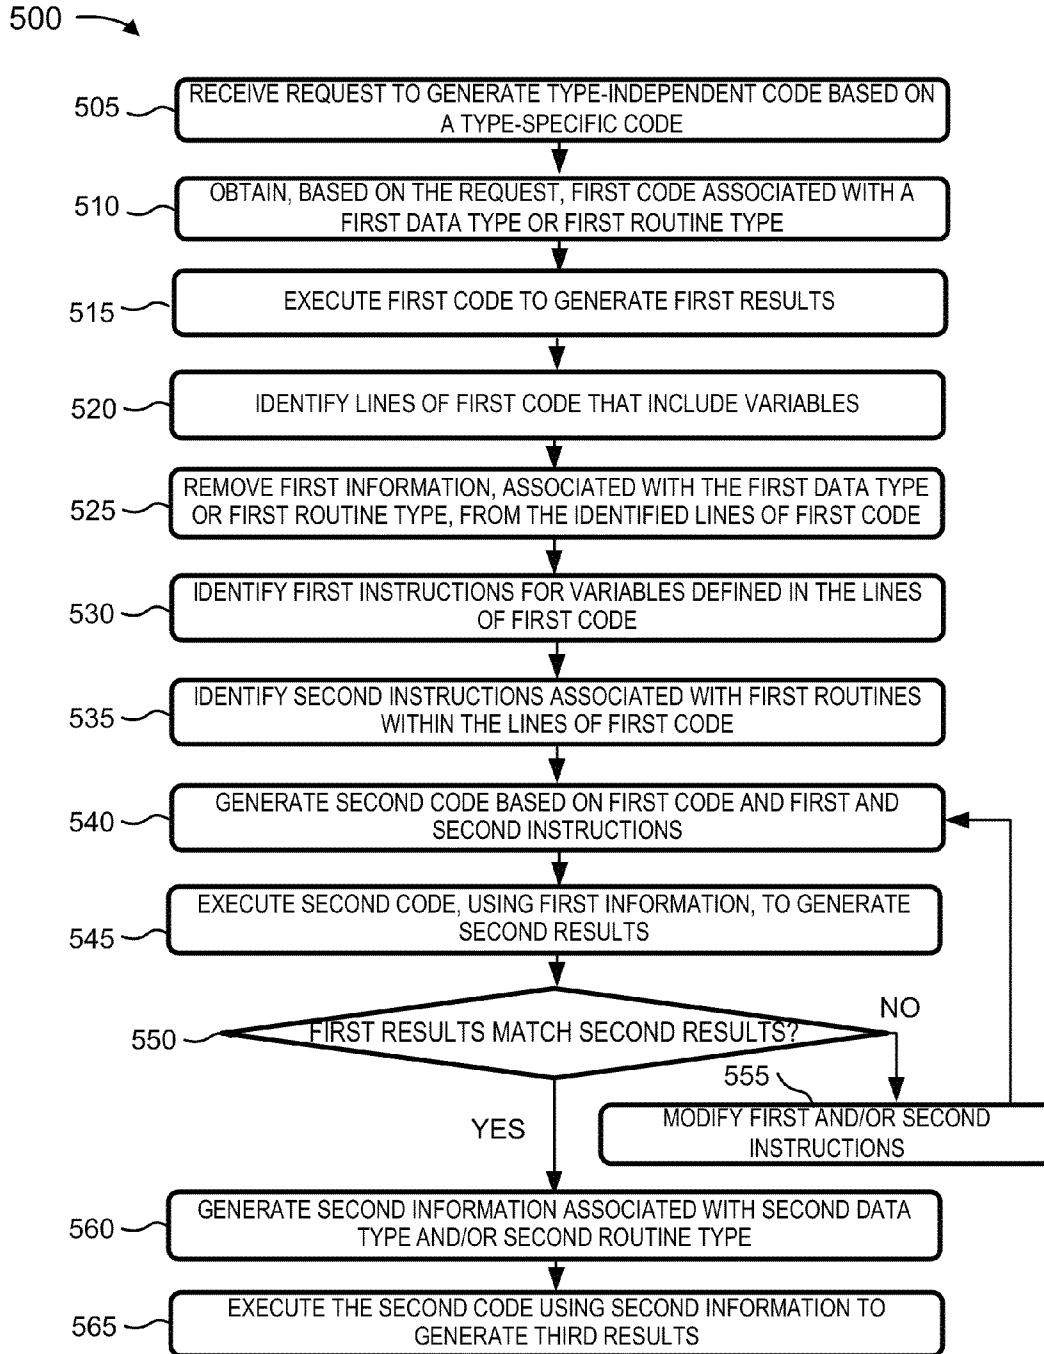 500
505
RECEIVE REQUEST TO GENERATE TYPE-INDEPENDENT CODE BASED ON
A TYPE-SPECIFIC CODE
510
OBTAIN, BASED ON THE REQUEST, FIRST CODE ASSOCIATED WITH A
FIRST DATA TYPE OR FIRST ROUTINE TYPE
515
EXECUTE FIRST CODE TO GENERATE FIRST RESULTS
520
IDENTIFY LINES OF FIRST CODE THAT INCLUDE VARIABLES
525
REMOVE FIRST INFORMATION, ASSOCIATED WITH THE FIRST DATA TYPE
OR FIRST ROUTINE TYPE, FROM THE IDENTIFIED LINES OF FIRST CODE
530
IDENTIFY FIRST INSTRUCTIONS FOR VARIABLES DEFINED IN THE LINES
OF FIRST CODE
535
IDENTIFY SECOND INSTRUCTIONS ASSOCIATED WITH FIRST ROUTINES
WITHIN THE LINES OF FIRST CODE
540
GENERATE SECOND CODE BASED ON FIRST CODE AND FIRST AND
SECOND INSTRUCTIONS
545
EXECUTE SECOND CODE, USING FIRST INFORMATION, TO GENERATE
SECOND RESULTS
550
FIRST RESULTS MATCH SECOND RESULTS?
NO
555
MODIFY FIRST AND/OR SECOND
INSTRUCTIONS
YES
560
GENERATE SECOND INFORMATION ASSOCIATED WITH SECOND DATA
TYPE AND/OR SECOND ROUTINE TYPE
565
EXECUTE THE SECOND CODE USING SECOND INFORMATION TO
GENERATE THIRD RESULTS